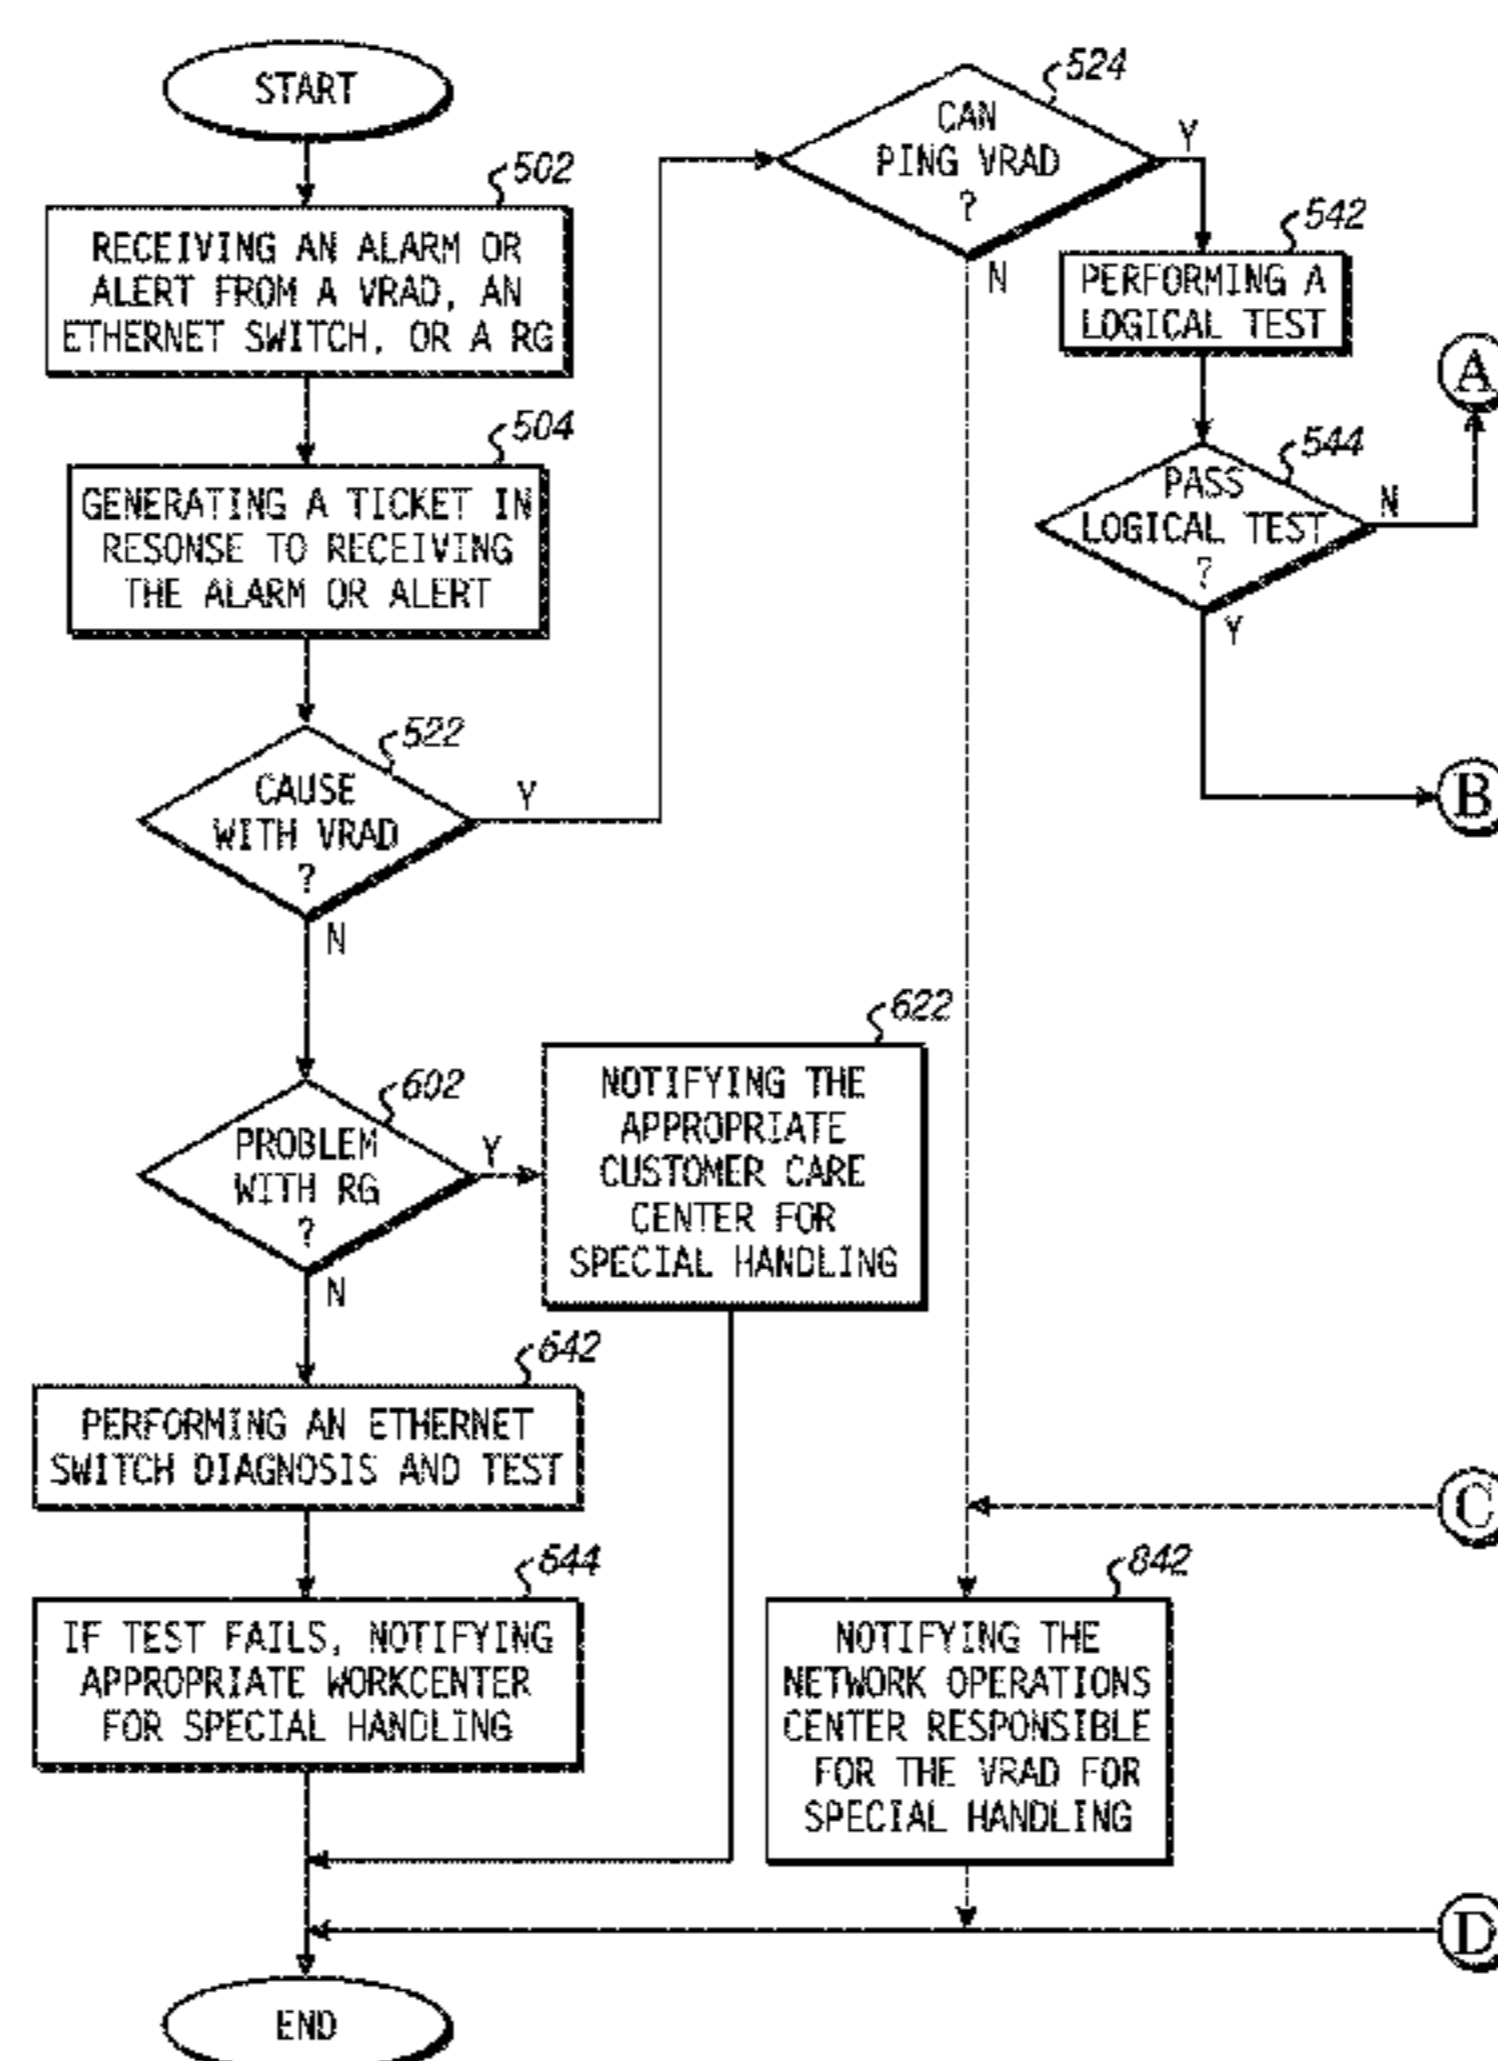 START
502
RECEIVING AN ALARM OR
ALERT FROM A VRAD, AN
ETHERNET SWITCH, OR A RG
504
GENERATING A TICKET IN
RESONSE TO RECEIVING
THE ALARM OR ALERT
522
CAUSE
WITH VRAD
?
Y
N
602
PROBLEM
WITH RG
?
Y
N
622
NOTIFYING THE
APPROPRIATE
CUSTOMER CARE
CENTER FOR
SPECIAL HANDLING
642
PERFORMING AN ETHERNET
SWITCH DIAGNOSIS AND TEST
644
IF TEST FAILS, NOTIFYING
APPROPRIATE WORKCENTER
FOR SPECIAL HANDLING
END
524
CAN
PING VRAD
?
Y
N
542
PERFORMING A
LOGICAL TEST
544
PASS
LOGICAL TEST
?
N
Y
A
B
C
842
NOTIFYING THE
NETWORK OPERATIONS
CENTER RESPONSIBLE
FOR THE VRAD FOR
SPECIAL HANDLING
D